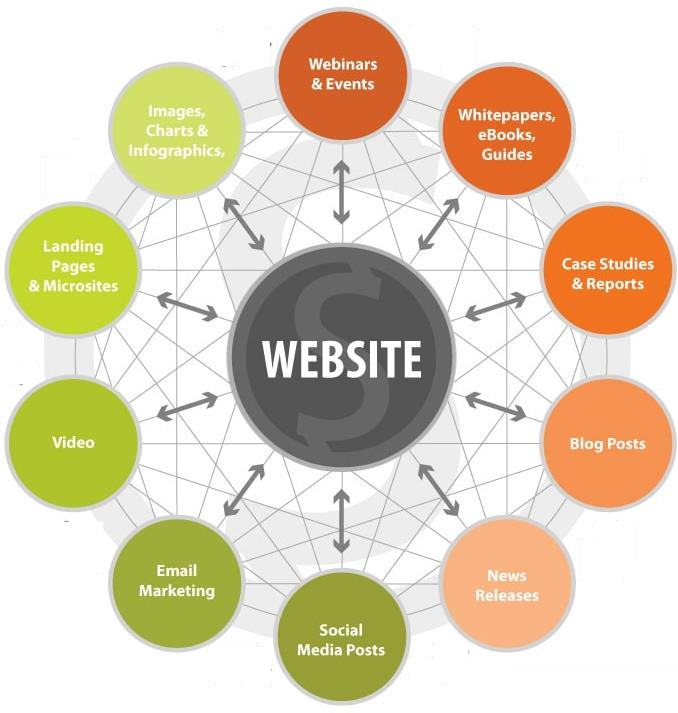 Webinars
& Events
Whitepapers,
eBooks,
Guides
Case Studies
& Reports
Blog Posts
News
Releases
Social
Media Posts
Email
Marketing
Video
Landing
Pages
& Microsites
Images,
Charts &
Infographics,
WEBSITE